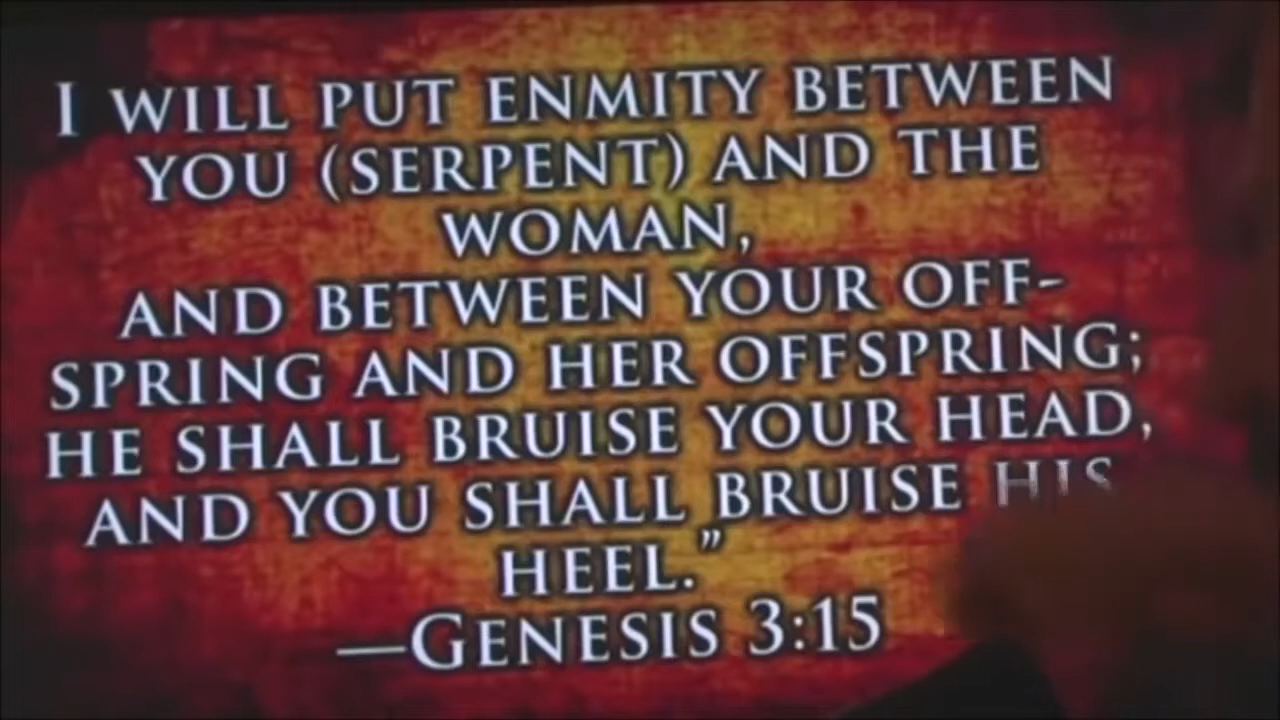 I WILL PUT ENMITY BETWEEN
YOU (SERPENT) AND THE
WOMAN,
AND BETWEEN YOUR OFF-
SPRING AND HER OFFSPRING;
HE SHALL BRUISE YOUR HEAD,
AND YOU SHALL BRUISE HIS
HEEL.”
—GENESIS 3:15